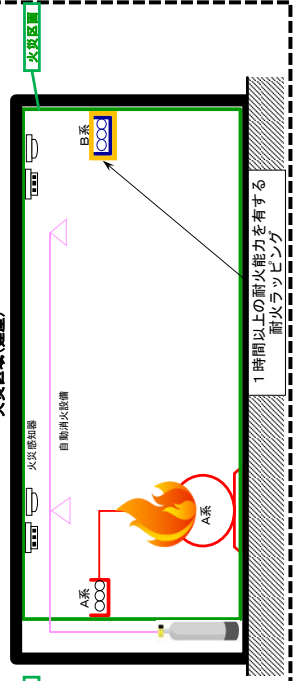 火災区画
B系
1時間以上の耐火能力を有する
耐火ラッピング
火災感知器
自動消火設備
A系
A系